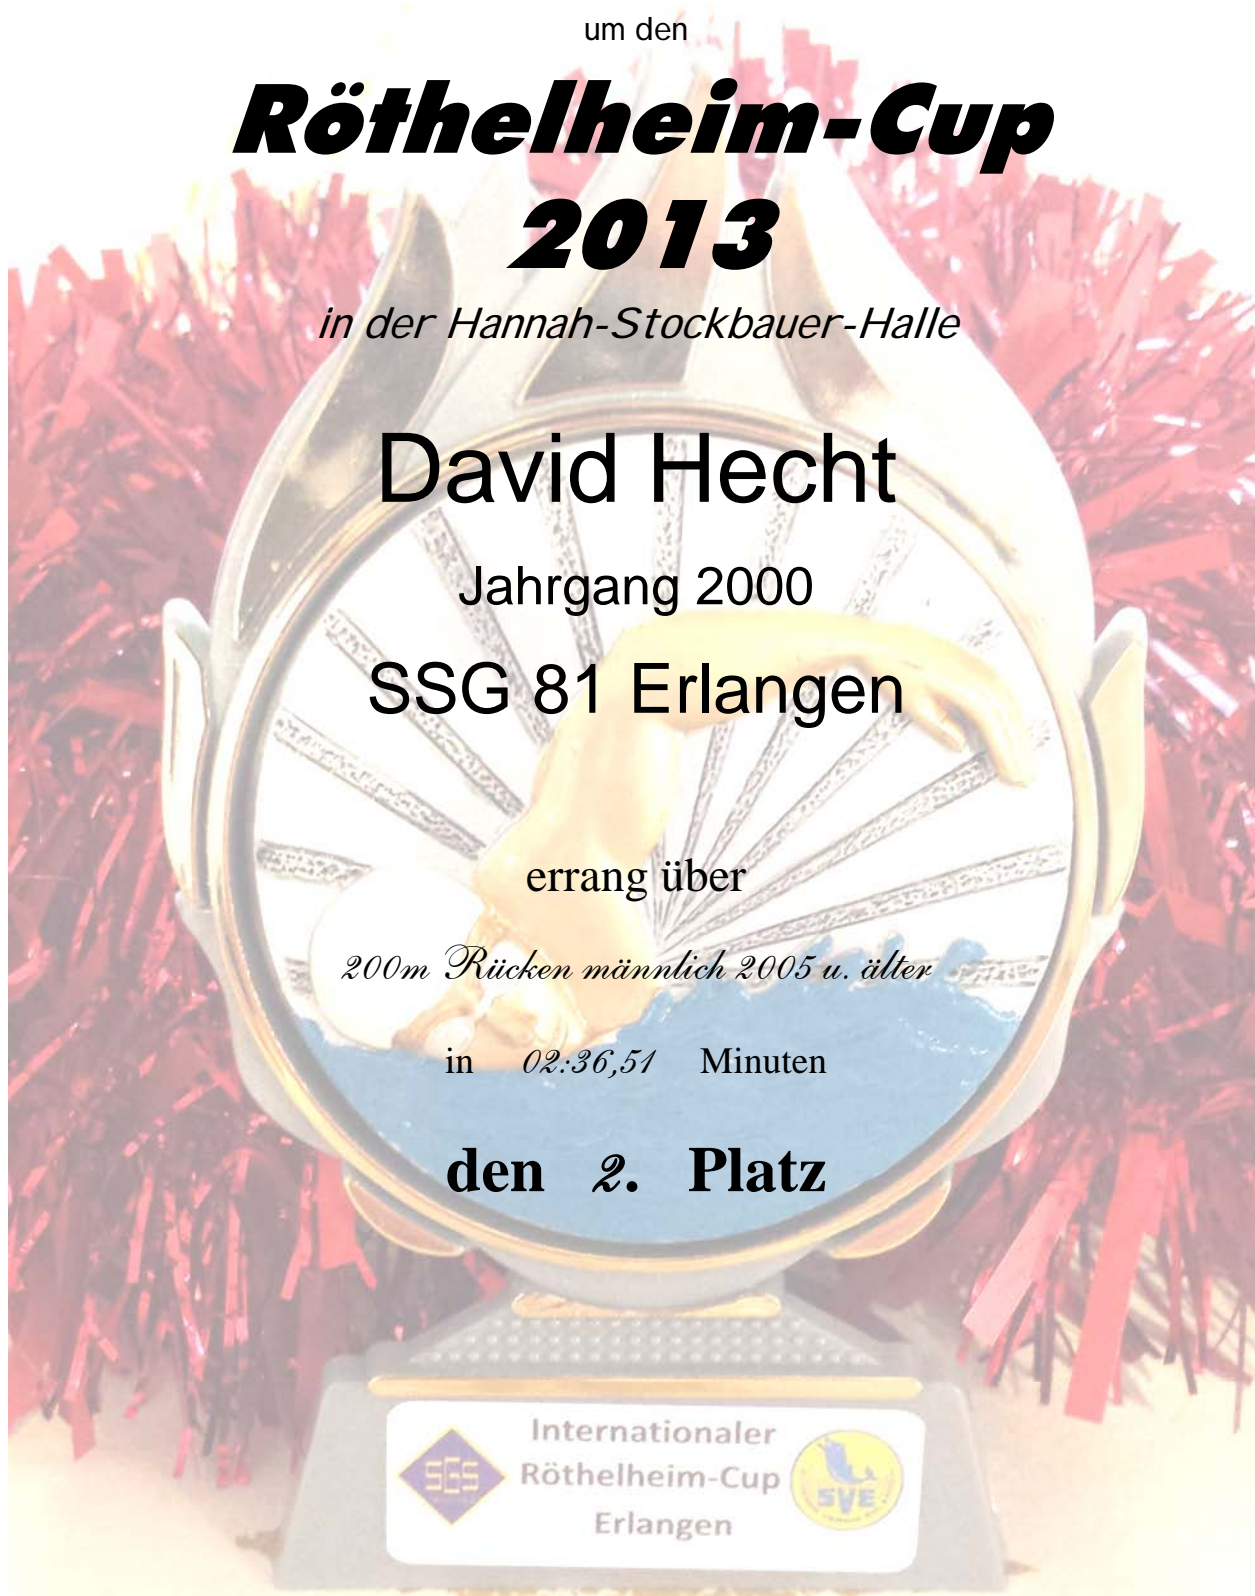 um den
Röthelheim-Cup
2013
in der Hannah-Stockbauer-Halle
David Hecht
Jahrgang 2000
SSG 81 Erlangen
errang über
200m Rücken männlich 2005 u. älter
in 02:36,51 Minuten
den 2. Platz
Internationaler
SGS Röthelheim-Cup SVE
Erlangen